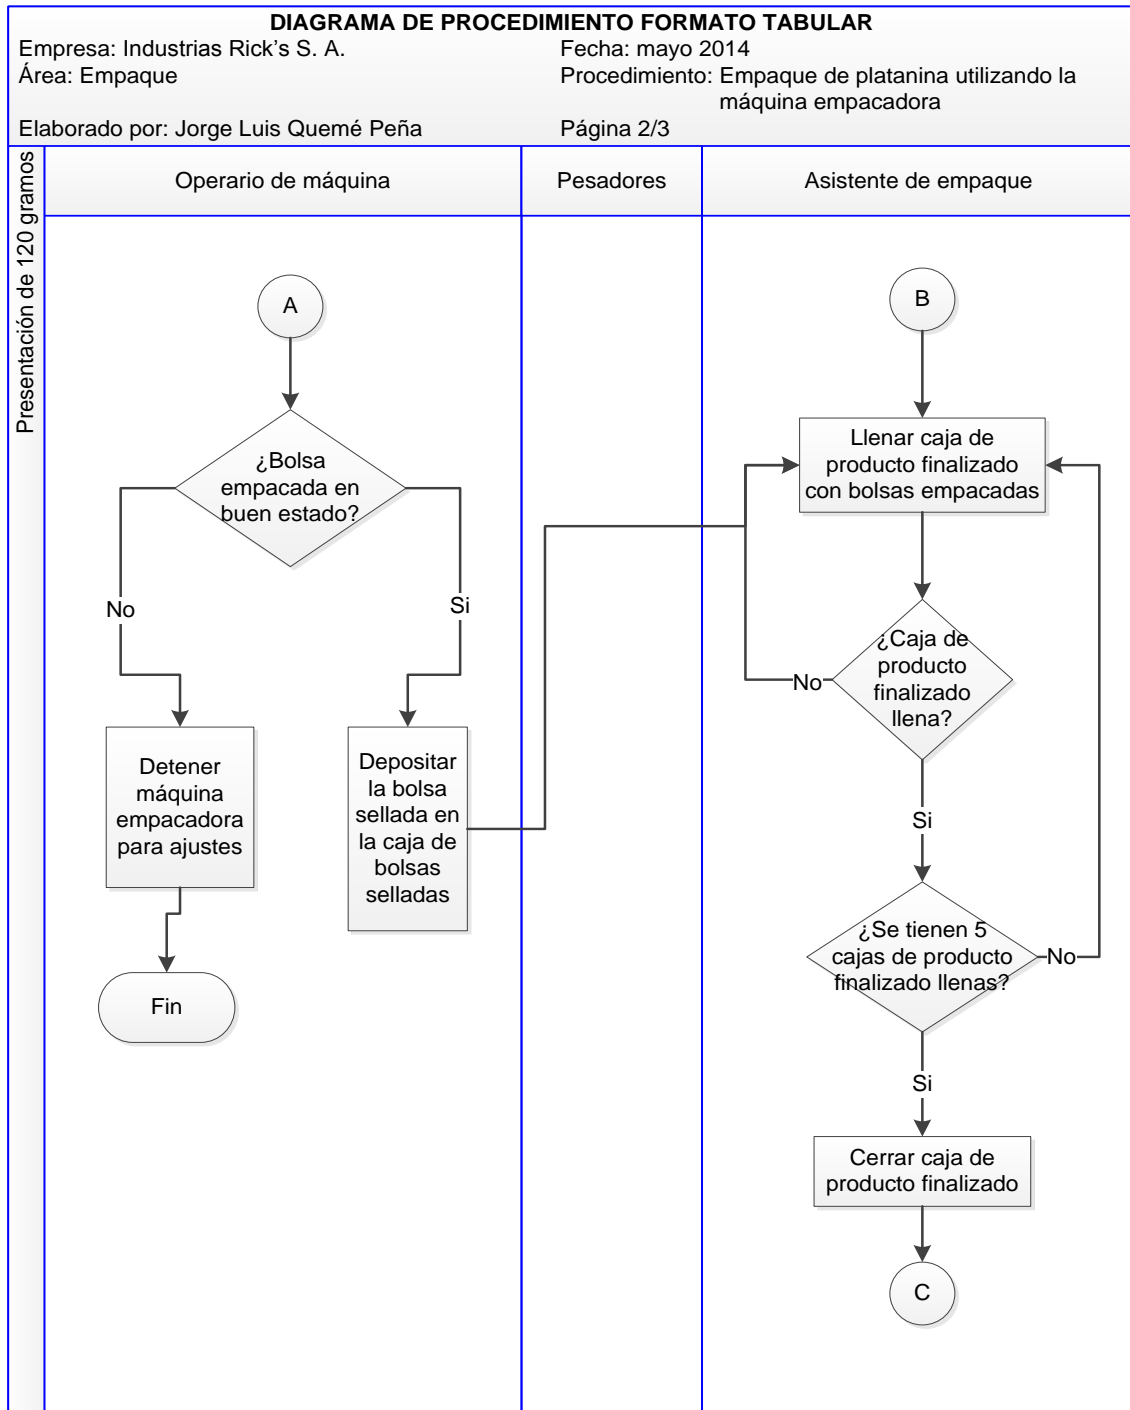 DIAGRAMA DE PROCEDIMIENTO FORMATO TABULAR
Empresa: Industrias Rick's S. A.
Fecha: mayo 2014
Área: Empaque
Procedimiento: Empaque de platanina utilizando la
máquina empacadora
Elaborado por: Jorge Luis Quemé Peña
Página 2/3
Presentación de 120 gramos
Operario de máquina
Pesadores
Asistente de empaque
A
¿Bolsa
empacada en
buen estado?
No
Si
Detener
máquina
empacadora
para ajustes
Fin
Depositar
la bolsa
sellada en
la caja de
bolsas
selladas
B
Llenar caja de
producto finalizado
con bolsas empacadas
¿Caja de
producto
finalizado
llena?
No
Si
¿Se tienen 5
cajas de producto
finalizado llenas?
No
Si
Cerrar caja de
producto finalizado
C